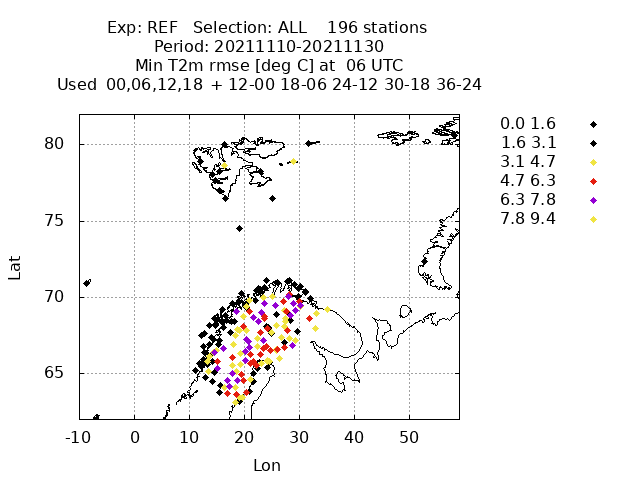 Exp: REF Selection: ALL 196 stations
Period: 20211110-20211130
Min T2m rmse [deg C] at 06 UTC
Used 00,06,12,18 + 12-00 18-06 24-12 30-18 36-24
0.0 1.6
1.6 3.1
3.1 4.7
4.7 6.3
6.3 7.8
7.8 9.4
80
75
70
65
Lat
-10 0 10 20 30 40 50
Lon